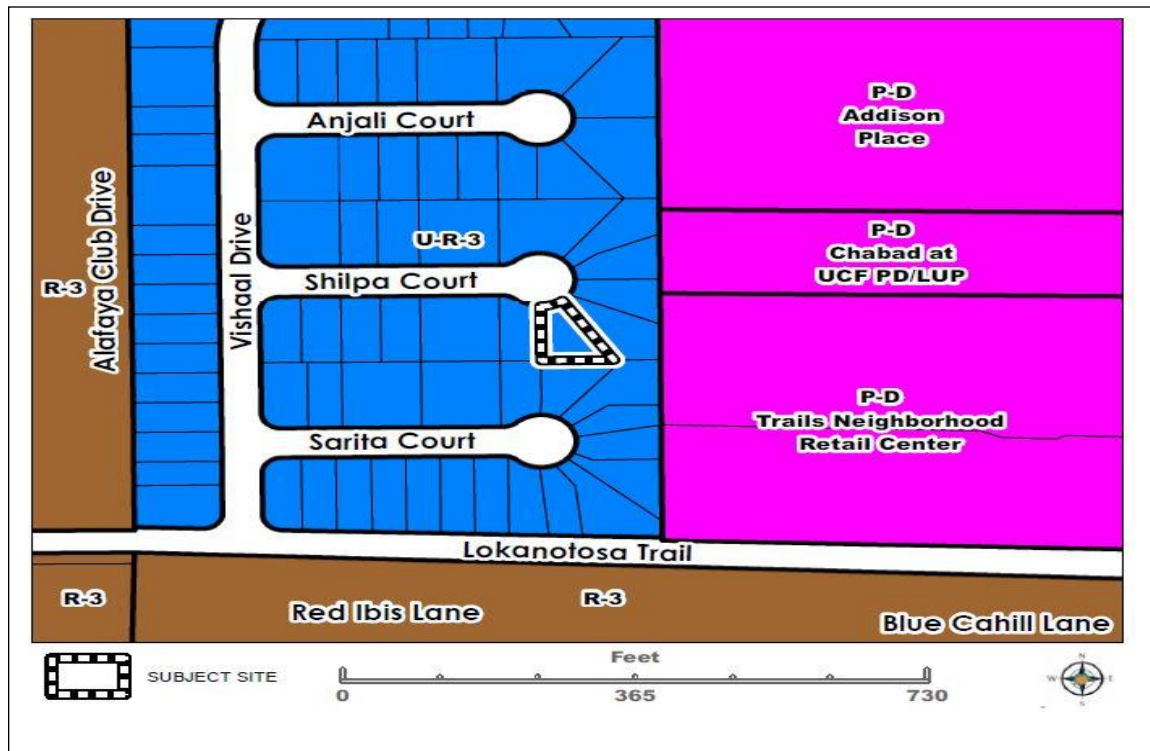 P-D
Addison
Place
Anjali Court
P-D
Chabad at
UCF PD/LUP
U-R-3
Alafaya Club Drive
Vishaal Drive
R-3
Shilpa Court
P-D
Trails Neighborhood
Retail Center
Sarita Court
Lokanotosa Trail
R-3
Red Ibis Lane
R-3
Blue Cahill Lane
SUBJECT SITE
Feet
0 365 730
N
W E
S